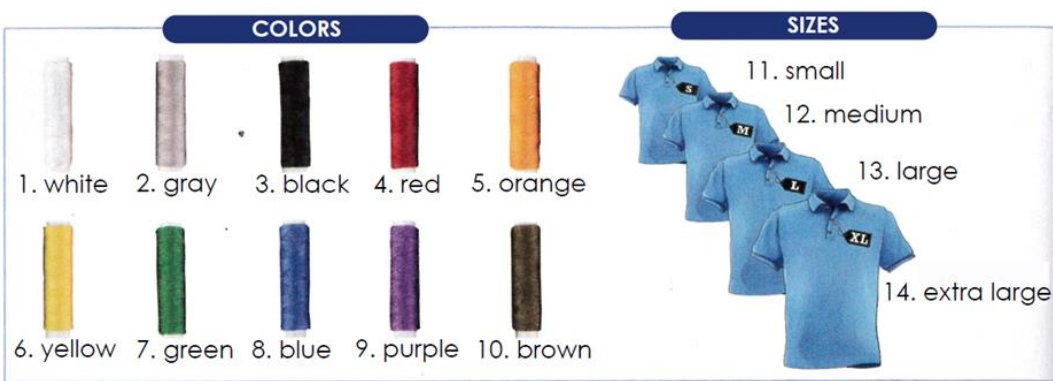 COLORS
1. white 2. gray 3. black 4. red 5. orange
6. yellow 7. green 8. blue 9. purple 10. brown
SIZES
S
11. small
M
12. medium
L
13. large
XL
14. extra large